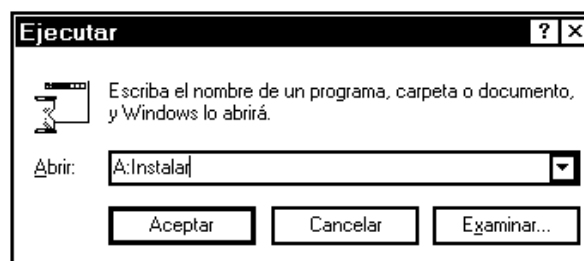 Ejecutar ? ×
Escriba el nombre de un programa, carpeta o documento,
y Windows lo abrirá.
Abrir: A:Instalar
Aceptar Cancelar Examinar...